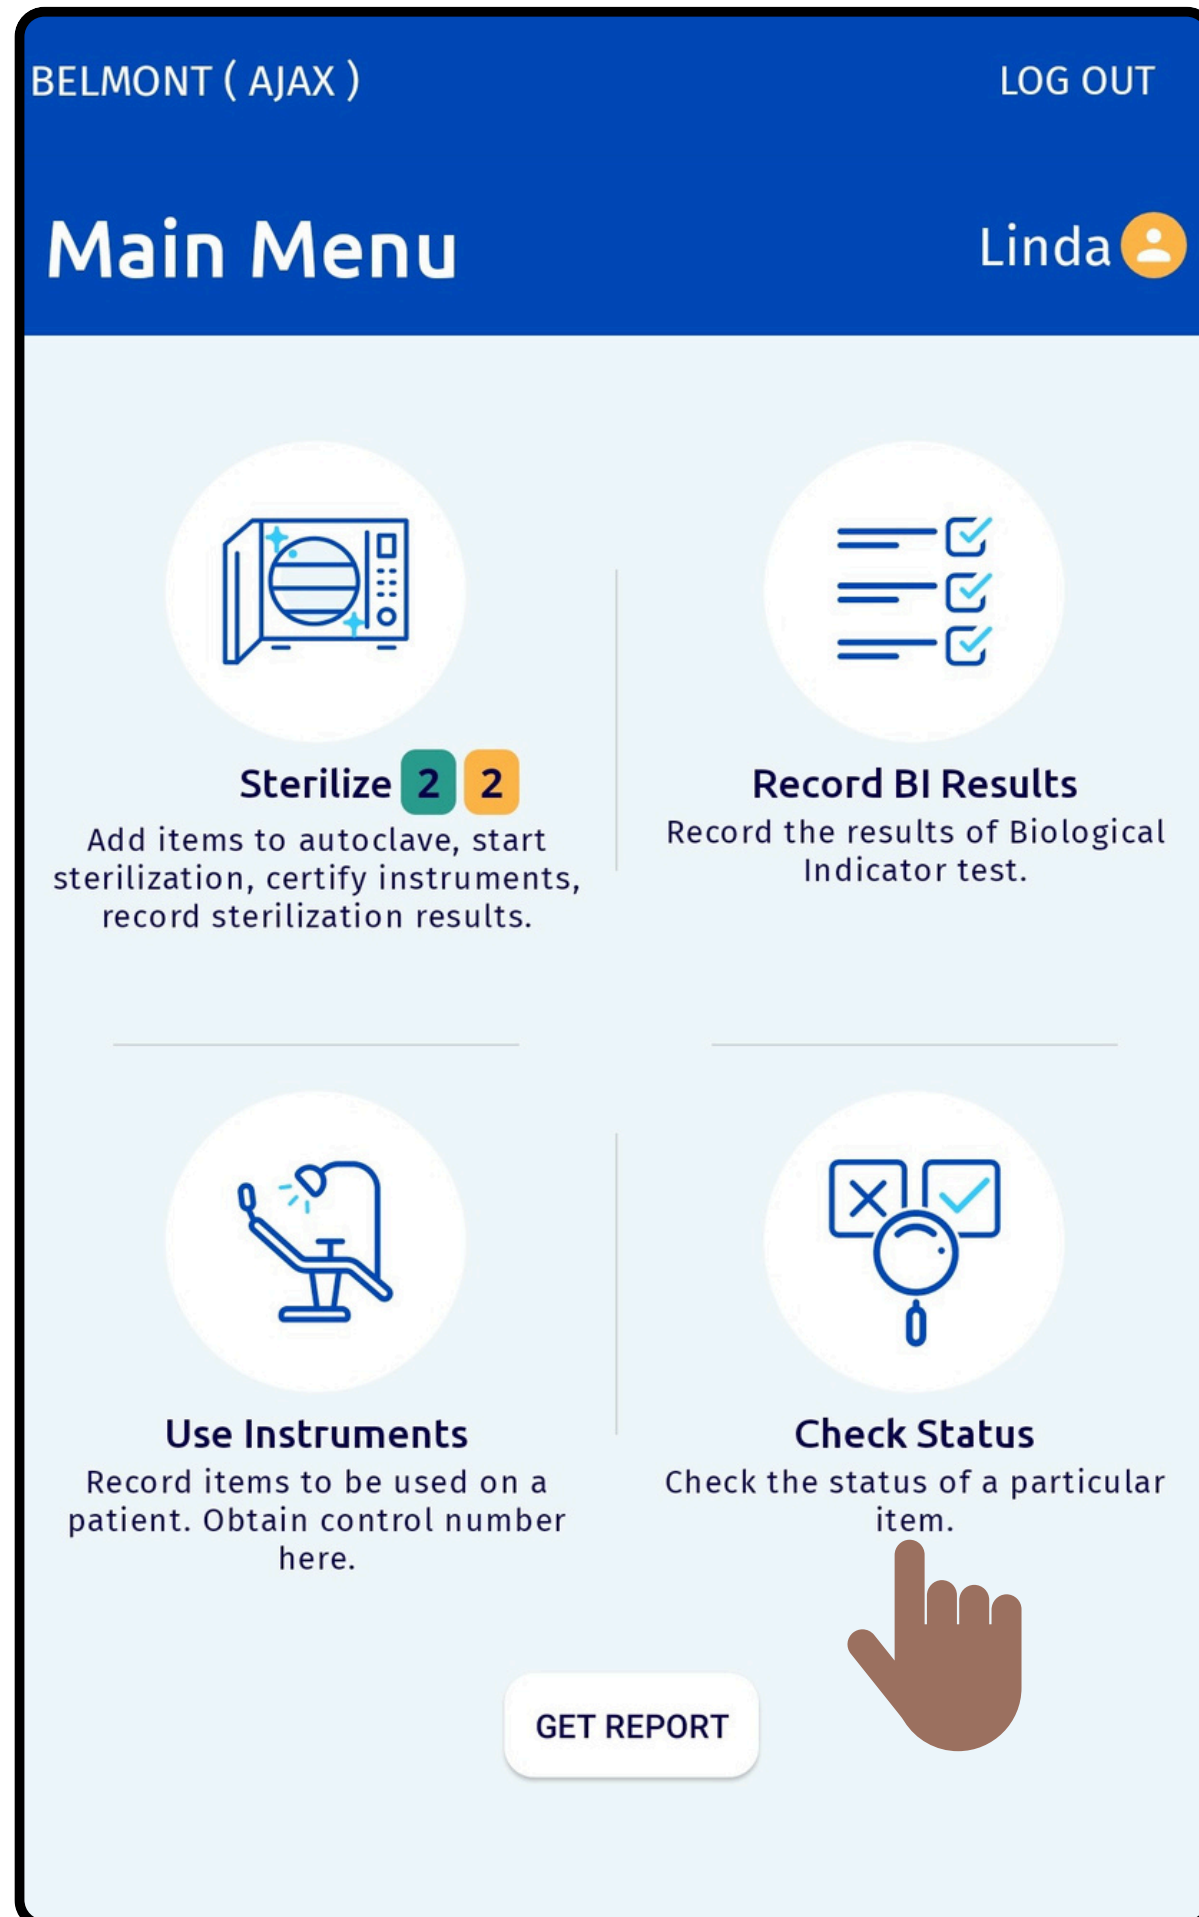 BELMONT ( AJAX )
LOG OUT
Main Menu
Linda
Sterilize 2 2
Add items to autoclave, start
sterilization, certify instruments,
record sterilization results.
Record BI Results
Record the results of Biological
Indicator test.
Use Instruments
Record items to be used on a
patient. Obtain control number
here.
Check Status
Check the status of a particular
item.
GET REPORT